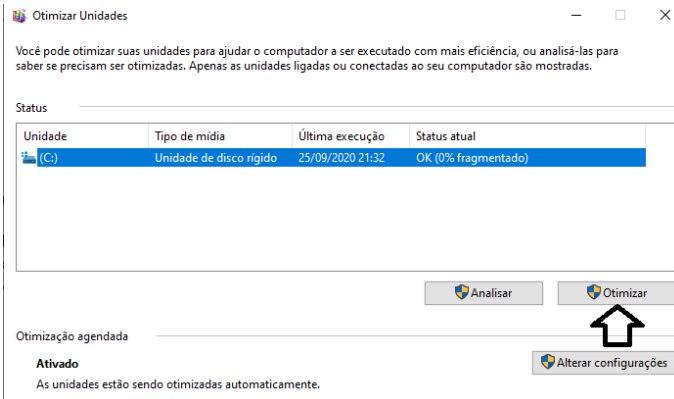 Otimizar Unidades
Você pode otimizar suas unidades para ajudar o computador a ser executado com mais eficiência, ou analisá-las para
saber se precisam ser otimizadas. Apenas as unidades ligadas ou conectadas ao seu computador são mostradas.
Status
Unidade Tipo de mídia Última execução Status atual
(C:) Unidade de disco rígido 25/09/2020 21:32 OK (0% fragmentado)
Analisar Otimizar
Otimização agendada
Ativado Alterar configurações
As unidades estão sendo otimizadas automaticamente.